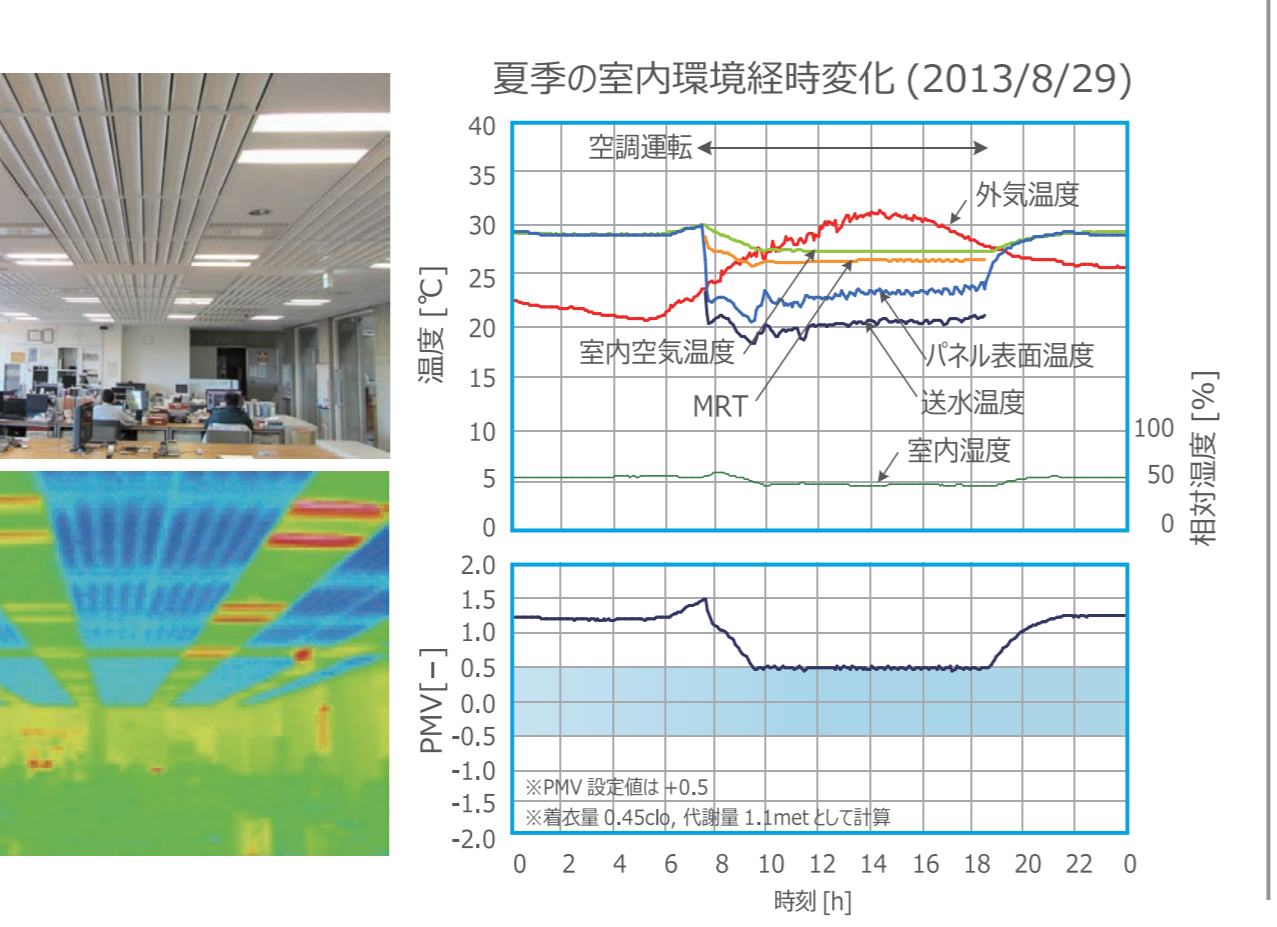 夏季の室内環境経時変化 (2013/8/29)
40
35
30
25
20
15
10
5
0
温度 [℃]
空調運転
外気温度
室内空気温度
パネル表面温度
MRT
送水温度
室内湿度
100
50
0
相対湿度 [%]
2.0
1.5
1.0
0.5
0.0
-0.5
-1.0
-1.5
-2.0
PMV[-]
※PMV 設定値は +0.5
※着衣量 0.45clo, 代謝量 1.1met として計算
0 2 4 6 8 10 12 14 16 18 20 22 0
時刻 [h]